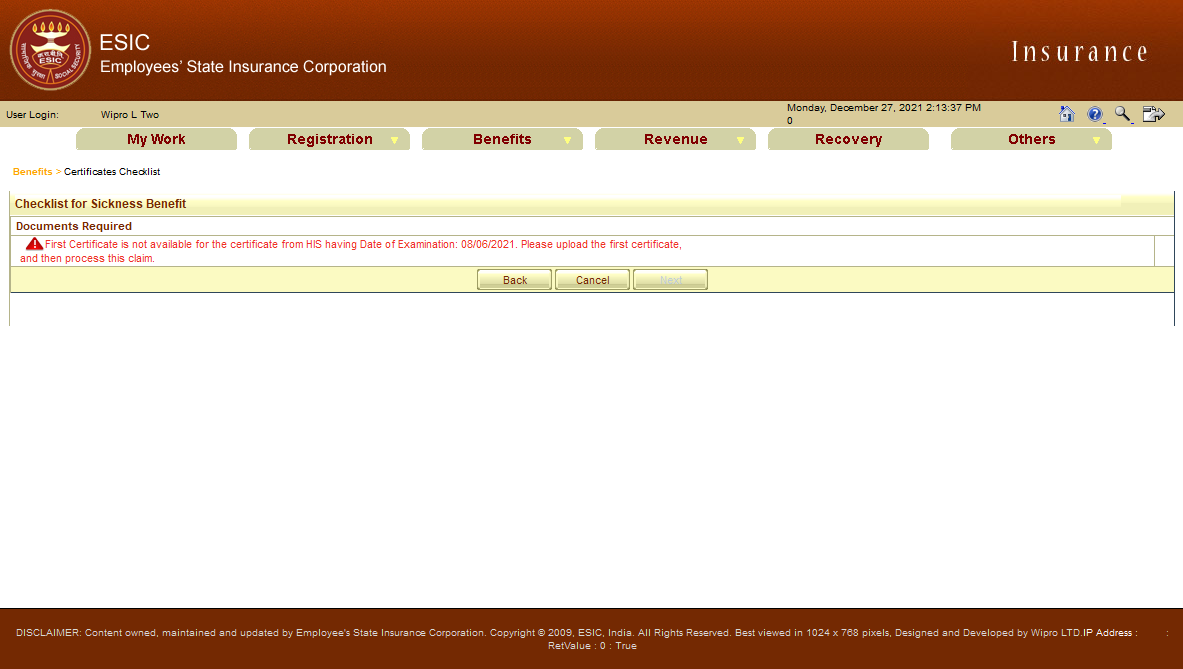 ESIC
Employees' State Insurance Corporation
Insurance
ESIC
SOCIAL SECURITY
User Login: Wipro L Two
Monday, December 27, 2021 2:13:37 PM
0
My Work Registration Benefits Revenue Recovery Others
Benefits > Certificates Checklist
Checklist for Sickness Benefit
Documents Required
First Certificate is not available for the certificate from HIS having Date of Examination: 08/06/2021. Please upload the first certificate,
and then process this claim.
Back Cancel Next
DISCLAIMER: Content owned, maintained and updated by Employee's State Insurance Corporation. Copyright © 2009, ESIC, India. All Rights Reserved. Best viewed in 1024 x 768 pixels, Designed and Developed by Wipro LTD.IP Address : :
RetValue : 0 : True